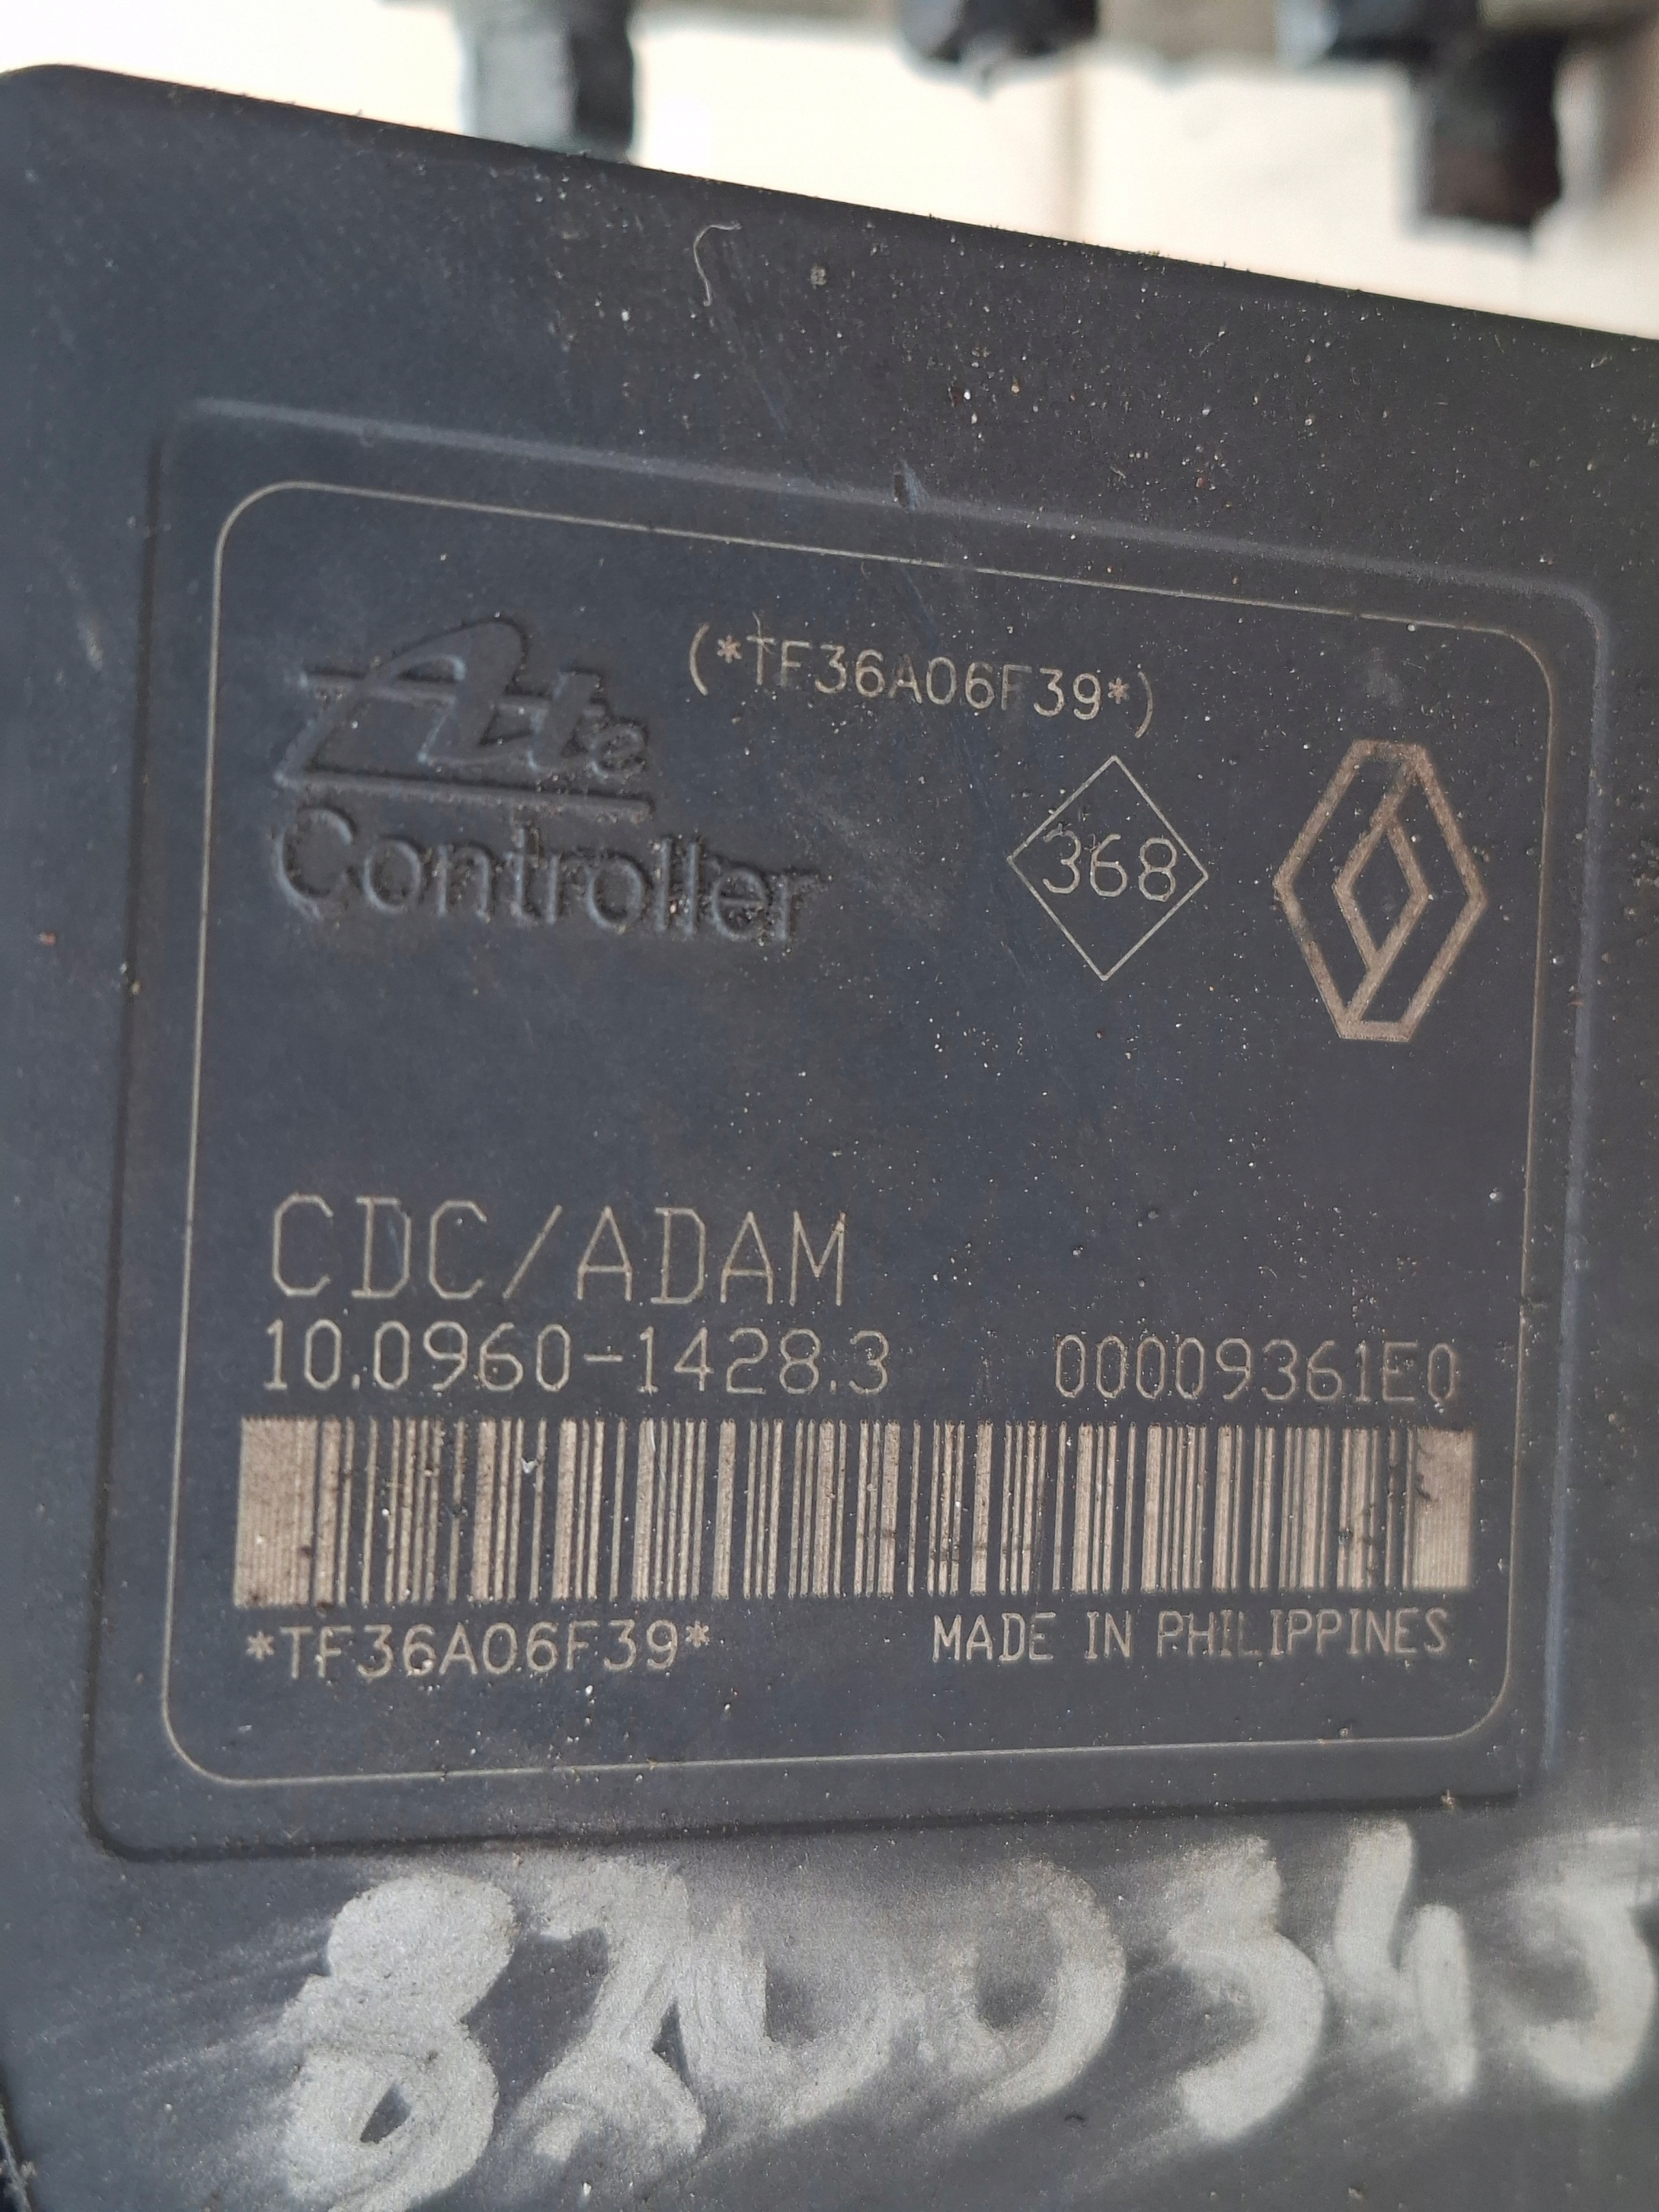 (*TF36A06F39*)
Ate
Controller
368
CDC/ADAM
10.0960-1428.3 00009361E0
*TF36A06F39* MADE IN PHILIPPINES